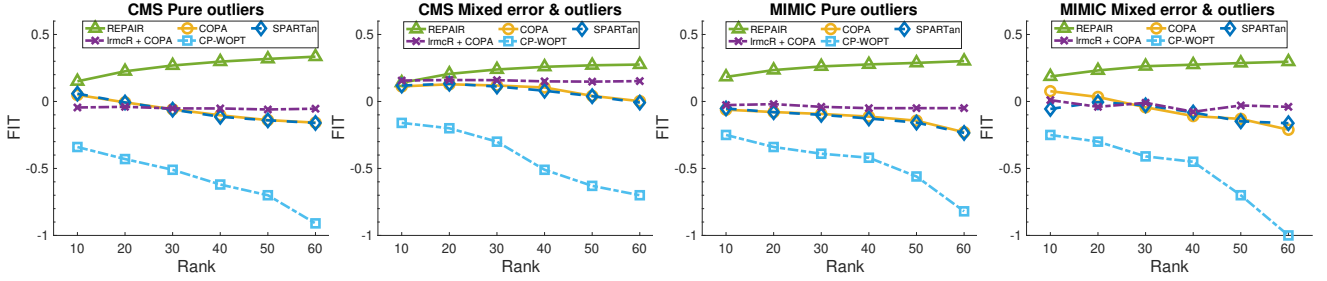 CMS Pure outliers
REPAIR COPA SPARTan
lrmcR + COPA CP-WOPT
0.5
0
-0.5
-1
FIT
10 20 30 40 50 60
Rank
CMS Mixed error & outliers
REPAIR COPA SPARTan
lrmcR + COPA CP-WOPT
0.5
0
-0.5
-1
FIT
10 20 30 40 50 60
Rank
MIMIC Pure outliers
REPAIR COPA SPARTan
lrmcR + COPA CP-WOPT
0.5
0
-0.5
-1
FIT
10 20 30 40 50 60
Rank
MIMIC Mixed error & outliers
REPAIR COPA SPARTan
lrmcR + COPA CP-WOPT
0.5
0
-0.5
-1
FIT
10 20 30 40 50 60
Rank